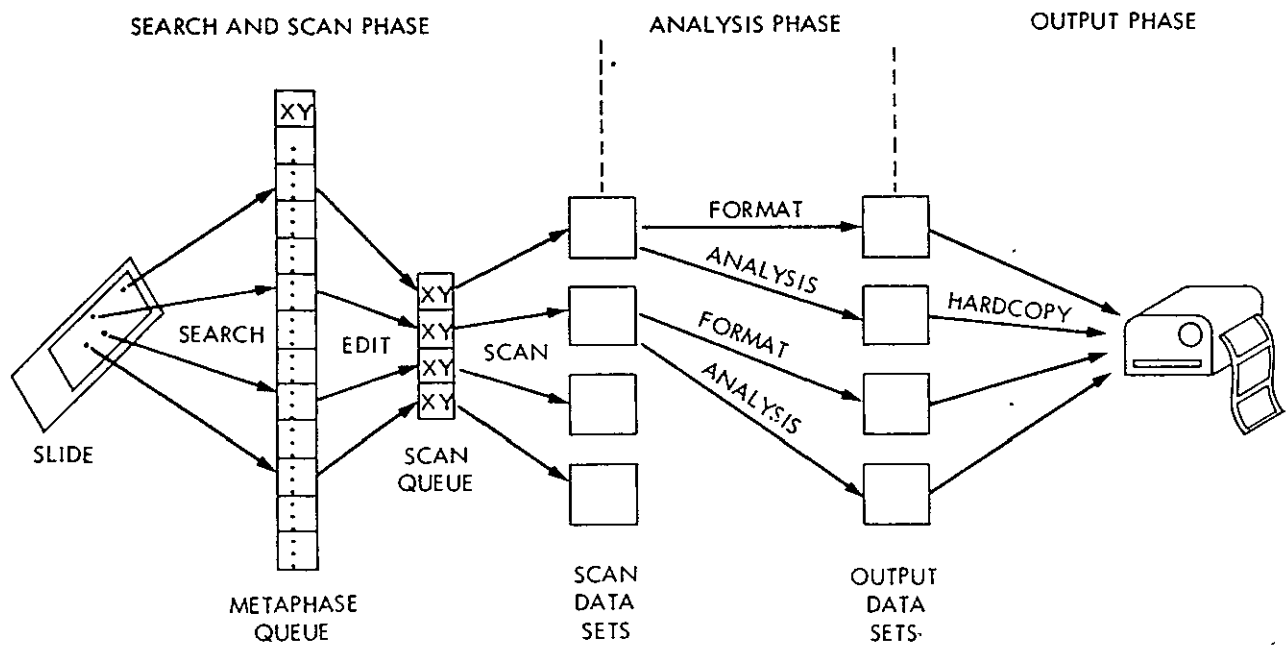 SEARCH AND SCAN PHASE
ANALYSIS PHASE
OUTPUT PHASE
XY
FORMAT
ANALYSIS
XY
XY
XY
XY
SEARCH
EDIT
SCAN
FORMAT
ANALYSIS
HARDCOPY
SLIDE
SCAN
QUEUE
METAPHASE
QUEUE
SCAN
DATA
SETS
OUTPUT
DATA
SETS